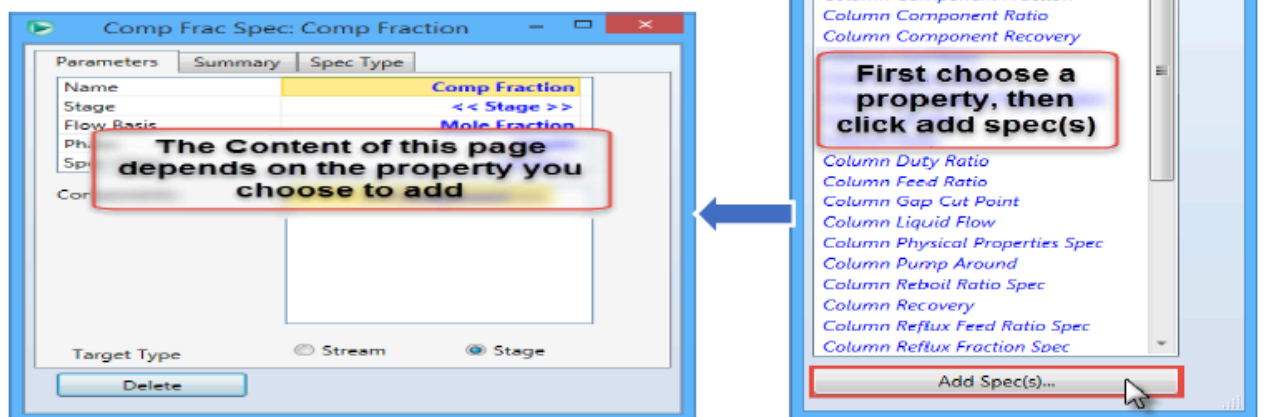 Comp Frac Spec: Comp Fraction
Parameters Summary Spec Type
Name Comp Fraction
Stage << Stage >>
Flow Basis Mole Fraction
The Content of this page
depends on the property you
choose to add
Target Type Stream Stage
Delete
Column Component Ratio
Column Component Recovery
First choose a
property, then
click add spec(s)
Column Duty Ratio
Column Feed Ratio
Column Gap Cut Point
Column Liquid Flow
Column Physical Properties Spec
Column Pump Around
Column Reboil Ratio Spec
Column Recovery
Column Reflux Feed Ratio Spec
Column Reflux Fraction Spec
Add Spec(s)...